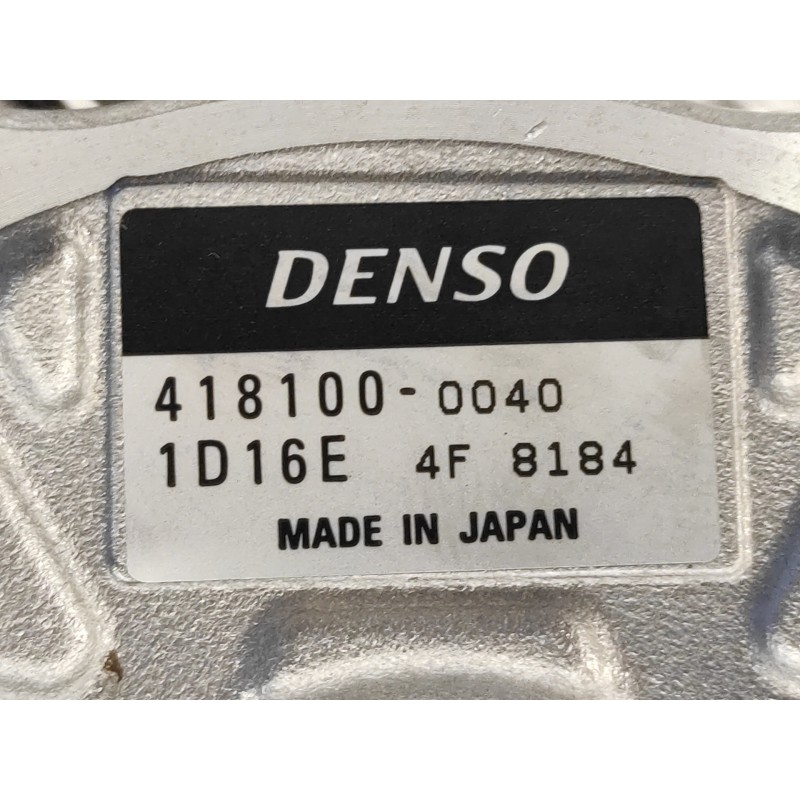 DENSO
418100-0040
1D16E 4F 8184
MADE IN JAPAN